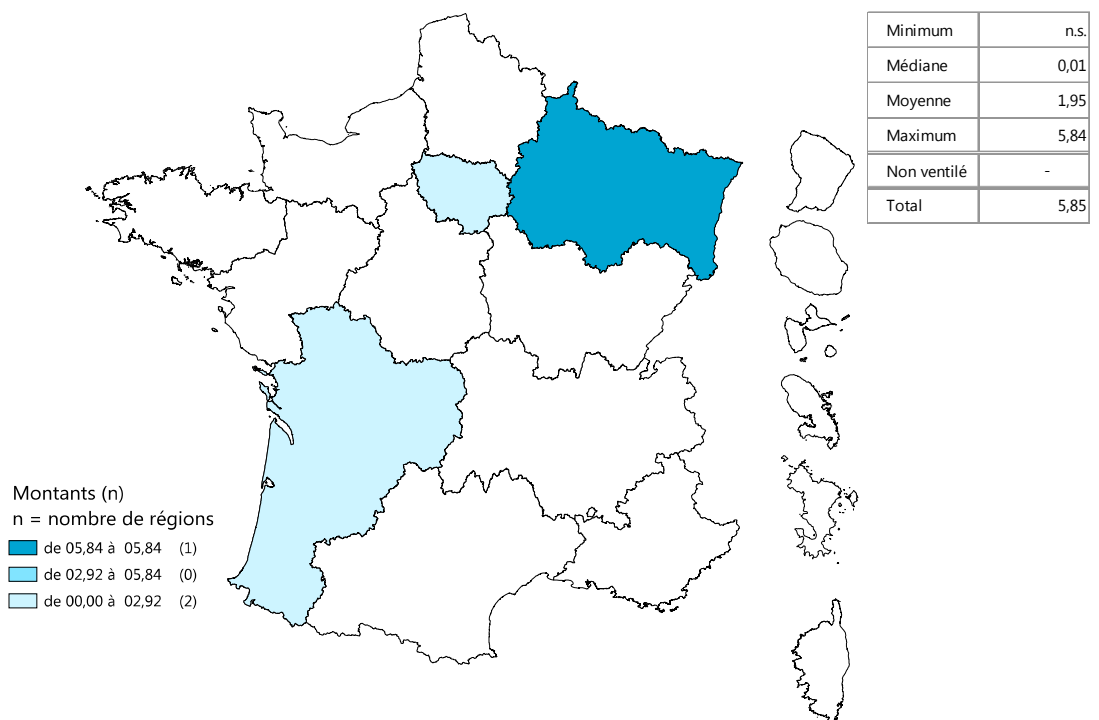 Minimum n.s.
Médiane 0,01
Moyenne 1,95
Maximum 5,84
Non ventilé -
Total 5,85
Montants (n)
n = nombre de régions
de 05,84 à 05,84 (1)
de 02,92 à 05,84 (0)
de 00,00 à 02,92 (2)